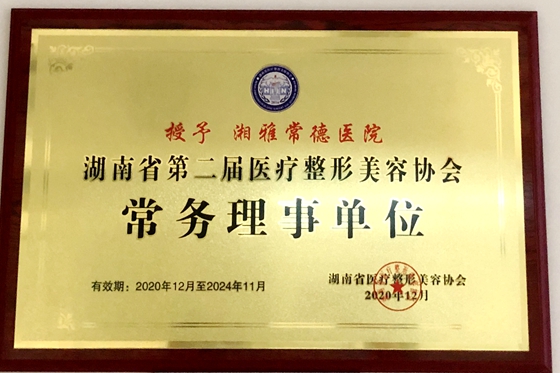 授予 湘雅常德医院
湖南省第二届医疗整形美容协会
常务理事单位
有效期：2020年12月至2024年11月
湖南省医疗整形美容协会
2020年12月